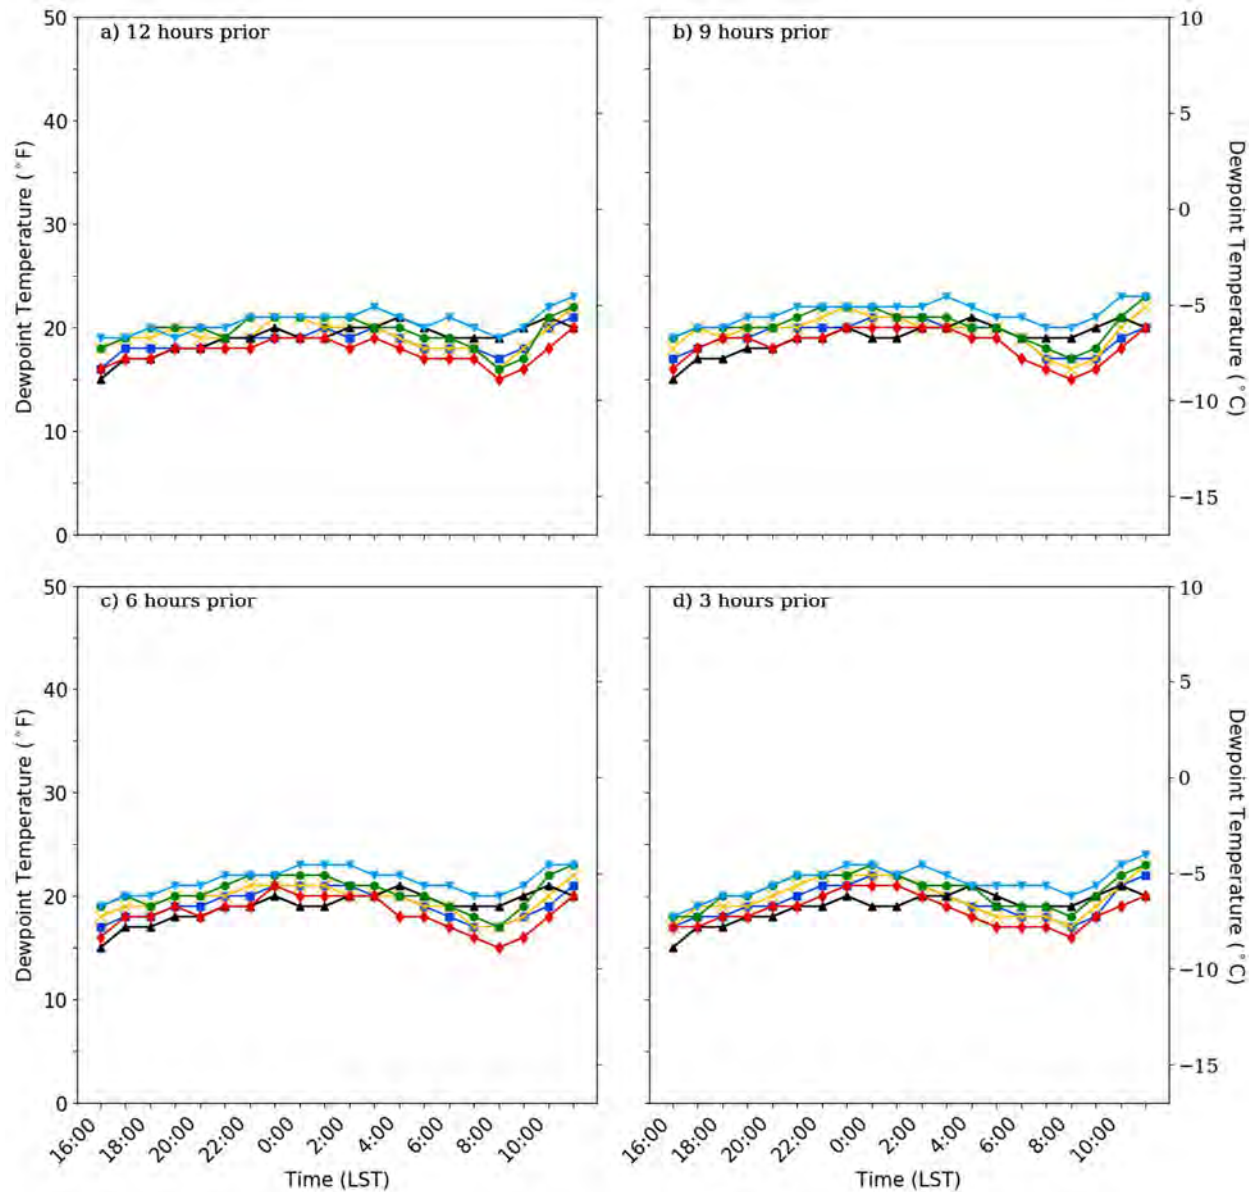 a) 12 hours prior
b) 9 hours prior
50
40
30
20
10
0
Dewpoint Temperature (°F)
10
5
0
−5
−10
−15
Dewpoint Temperature (°C)
c) 6 hours prior
d) 3 hours prior
50
40
30
20
10
0
Dewpoint Temperature (°F)
10
5
0
−5
−10
−15
Dewpoint Temperature (°C)
16:00 18:00 20:00 22:00 0:00 2:00 4:00 6:00 8:00 10:00
Time (LST)
16:00 18:00 20:00 22:00 0:00 2:00 4:00 6:00 8:00 10:00
Time (LST)